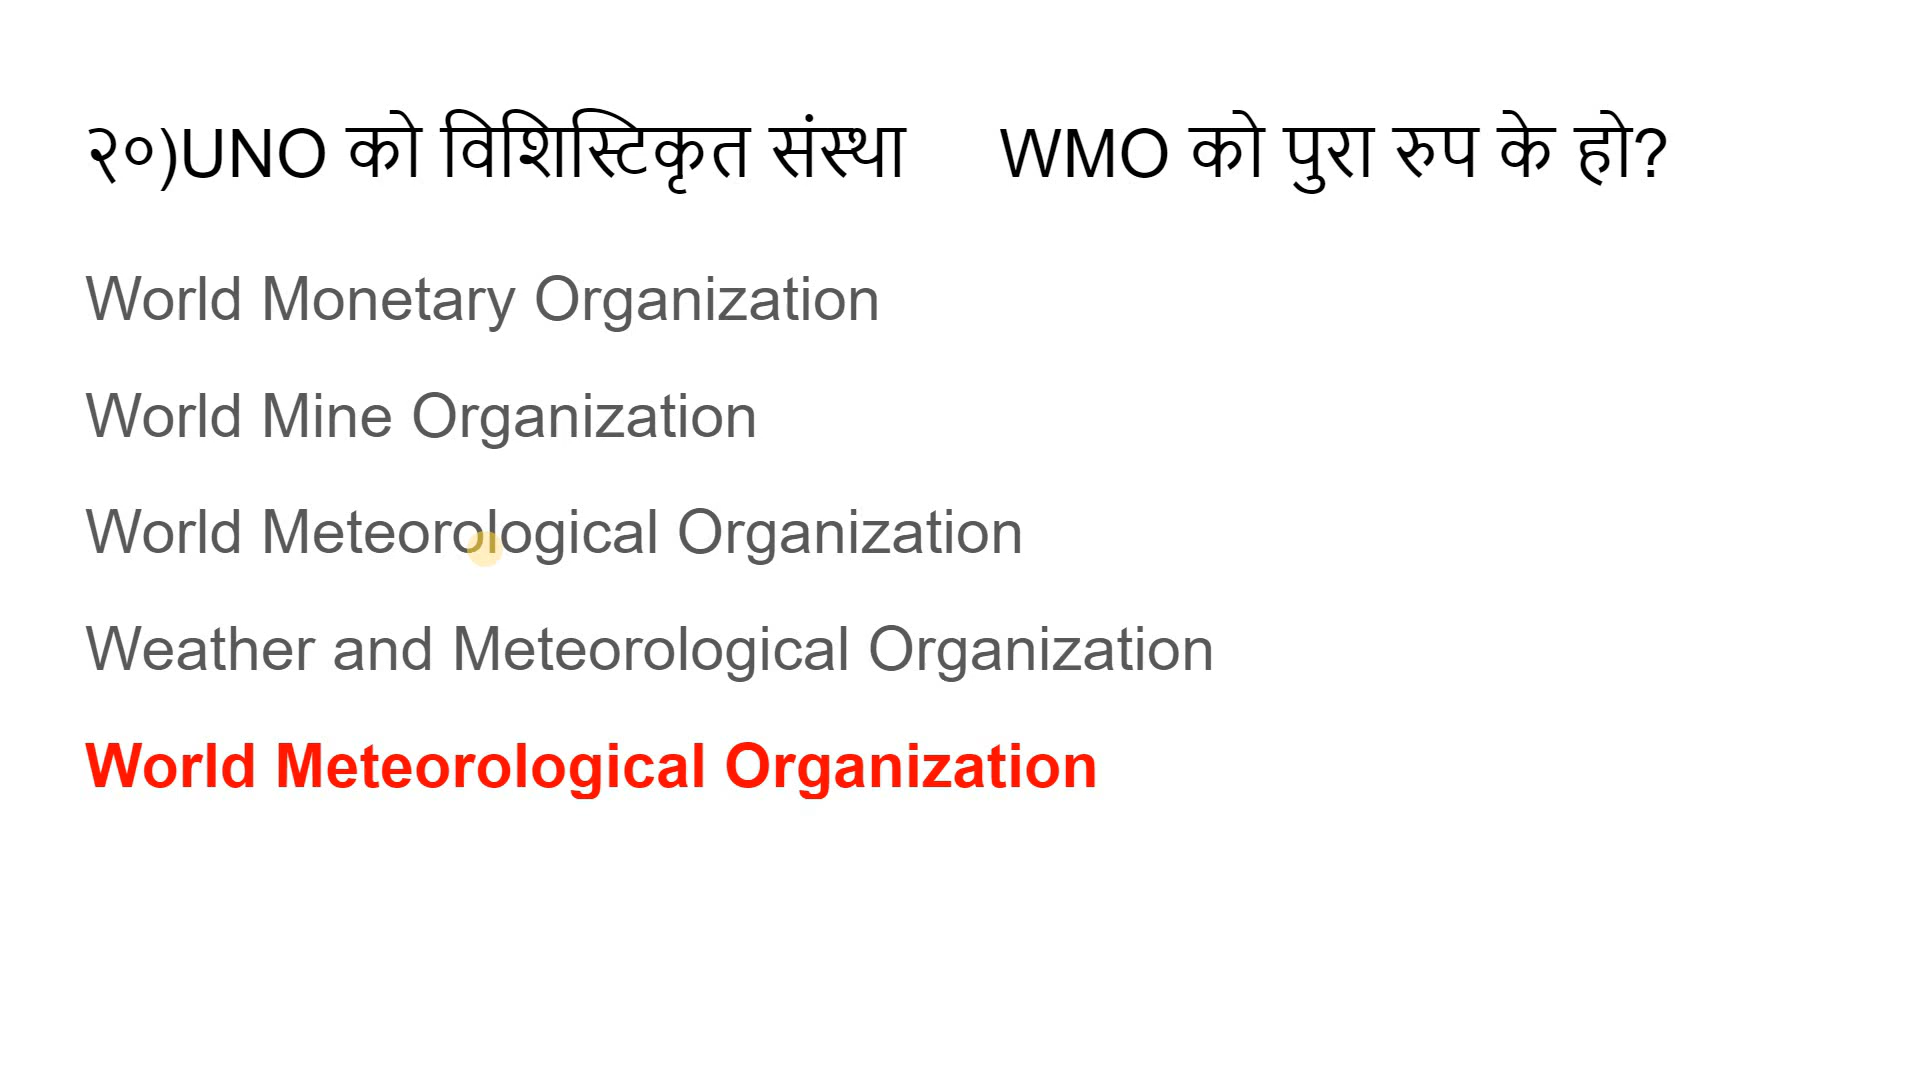 २०)UNO को विशिस्टिकृत संस्था WMO को पुरा रुप के हो?
World Monetary Organization
World Mine Organization
World Meteorological Organization
Weather and Meteorological Organization
World Meteorological Organization